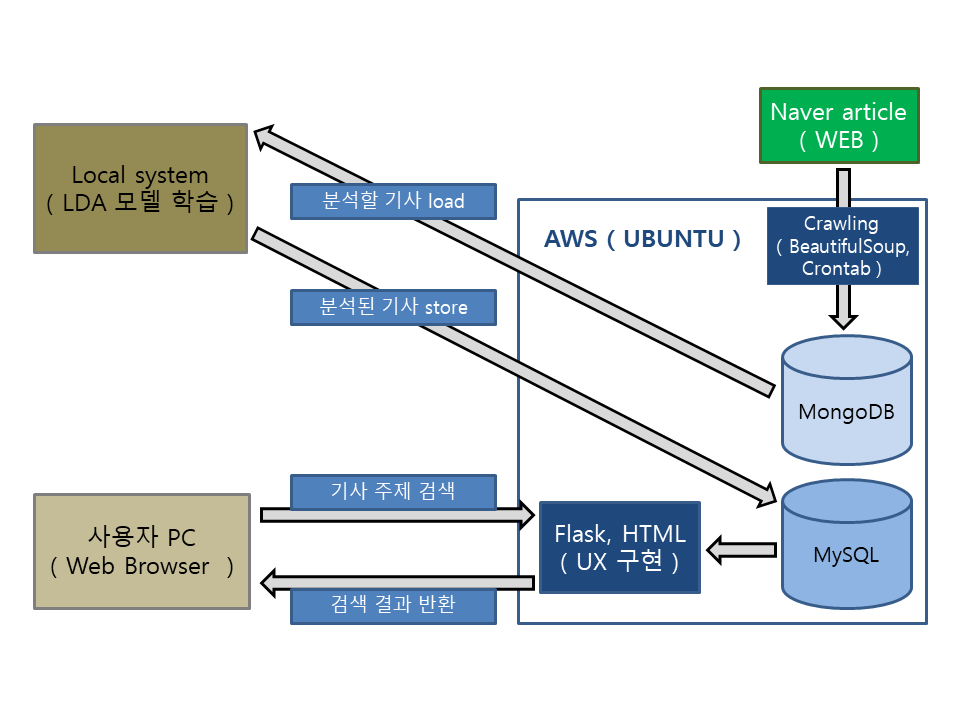 Naver article
( WEB )
Local system
( LDA 모델 학습 )
분석할 기사 load
AWS ( UBUNTU )
Crawling
( BeautifulSoup,
Crontab )
분석된 기사 store
MongoDB
기사 주제 검색
사용자 PC
( Web Browser )
Flask, HTML
( UX 구현 )
MySQL
검색 결과 반환